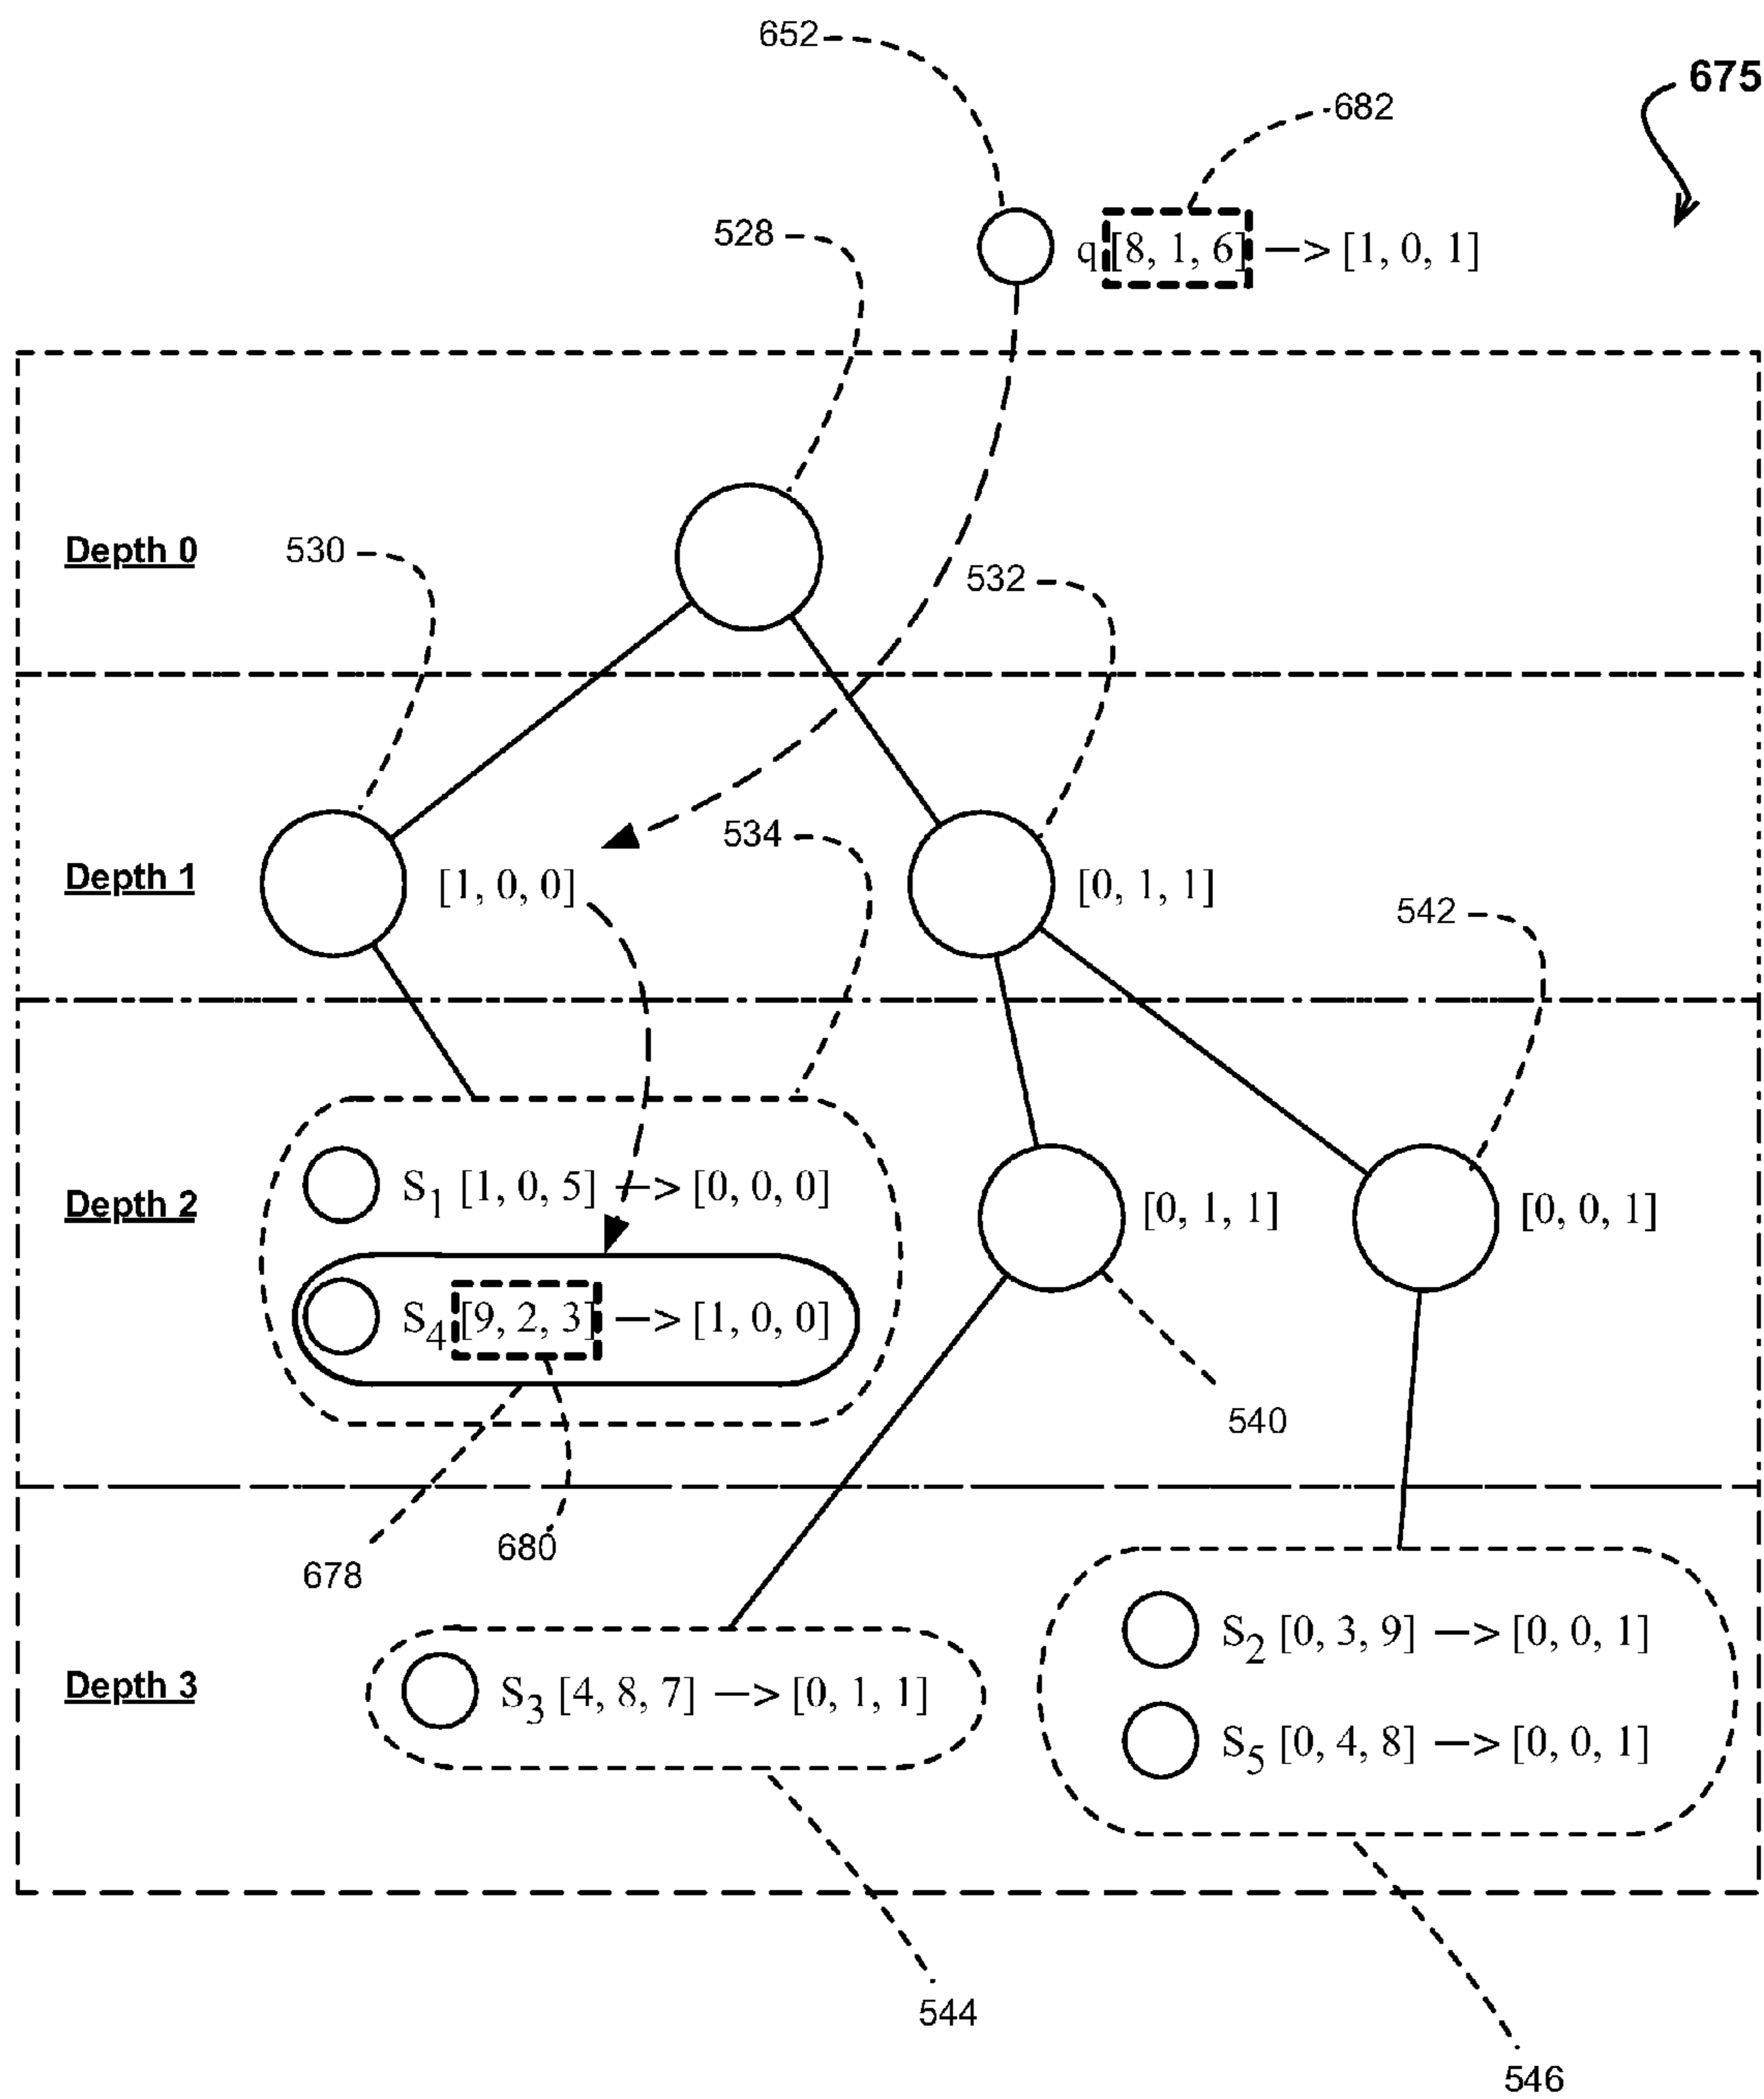 652
675
682
528
q [8, 1, 6] —> [1, 0, 1]
Depth 0
530
532
534
Depth 1
[1, 0, 0]
[0, 1, 1]
542
Depth 2
S1 [1, 0, 5] —> [0, 0, 0]
[0, 1, 1]
[0, 0, 1]
S4 [9, 2, 3] —> [1, 0, 0]
540
680
678
Depth 3
S3 [4, 8, 7] —> [0, 1, 1]
S2 [0, 3, 9] —> [0, 0, 1]
S5 [0, 4, 8] —> [0, 0, 1]
544
546